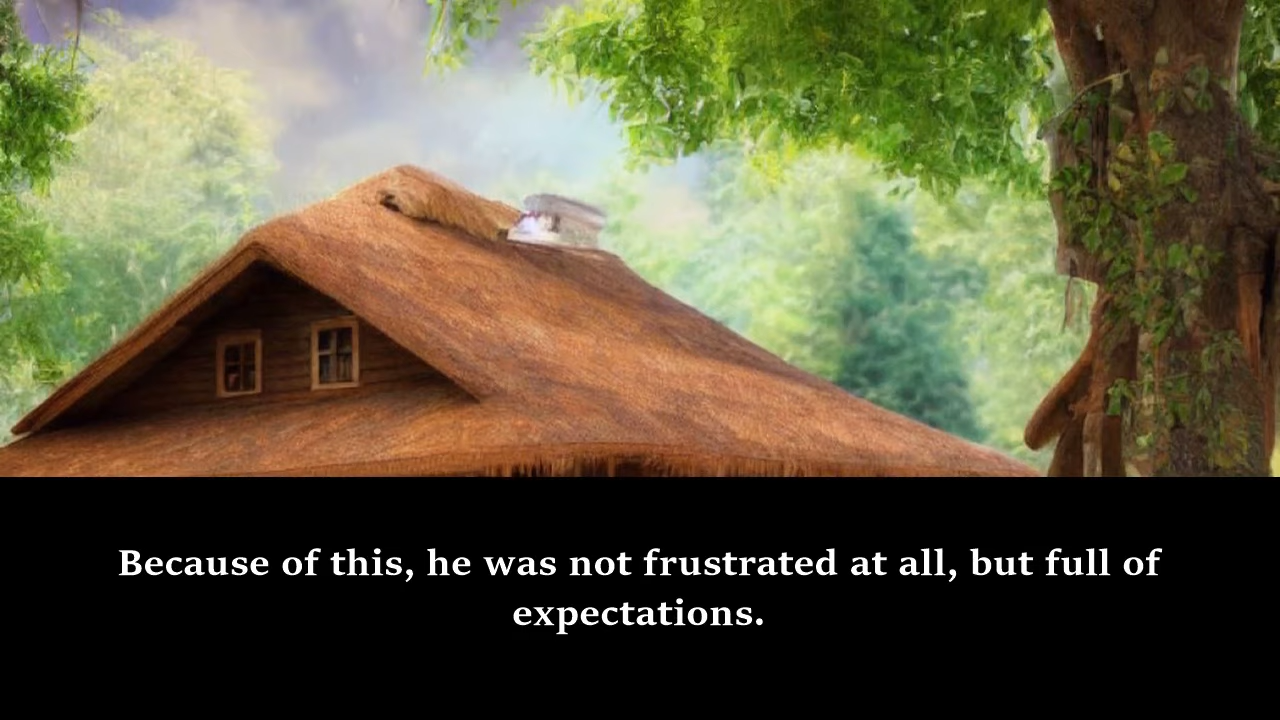 Because of this, he was not frustrated at all, but full of
expectations.